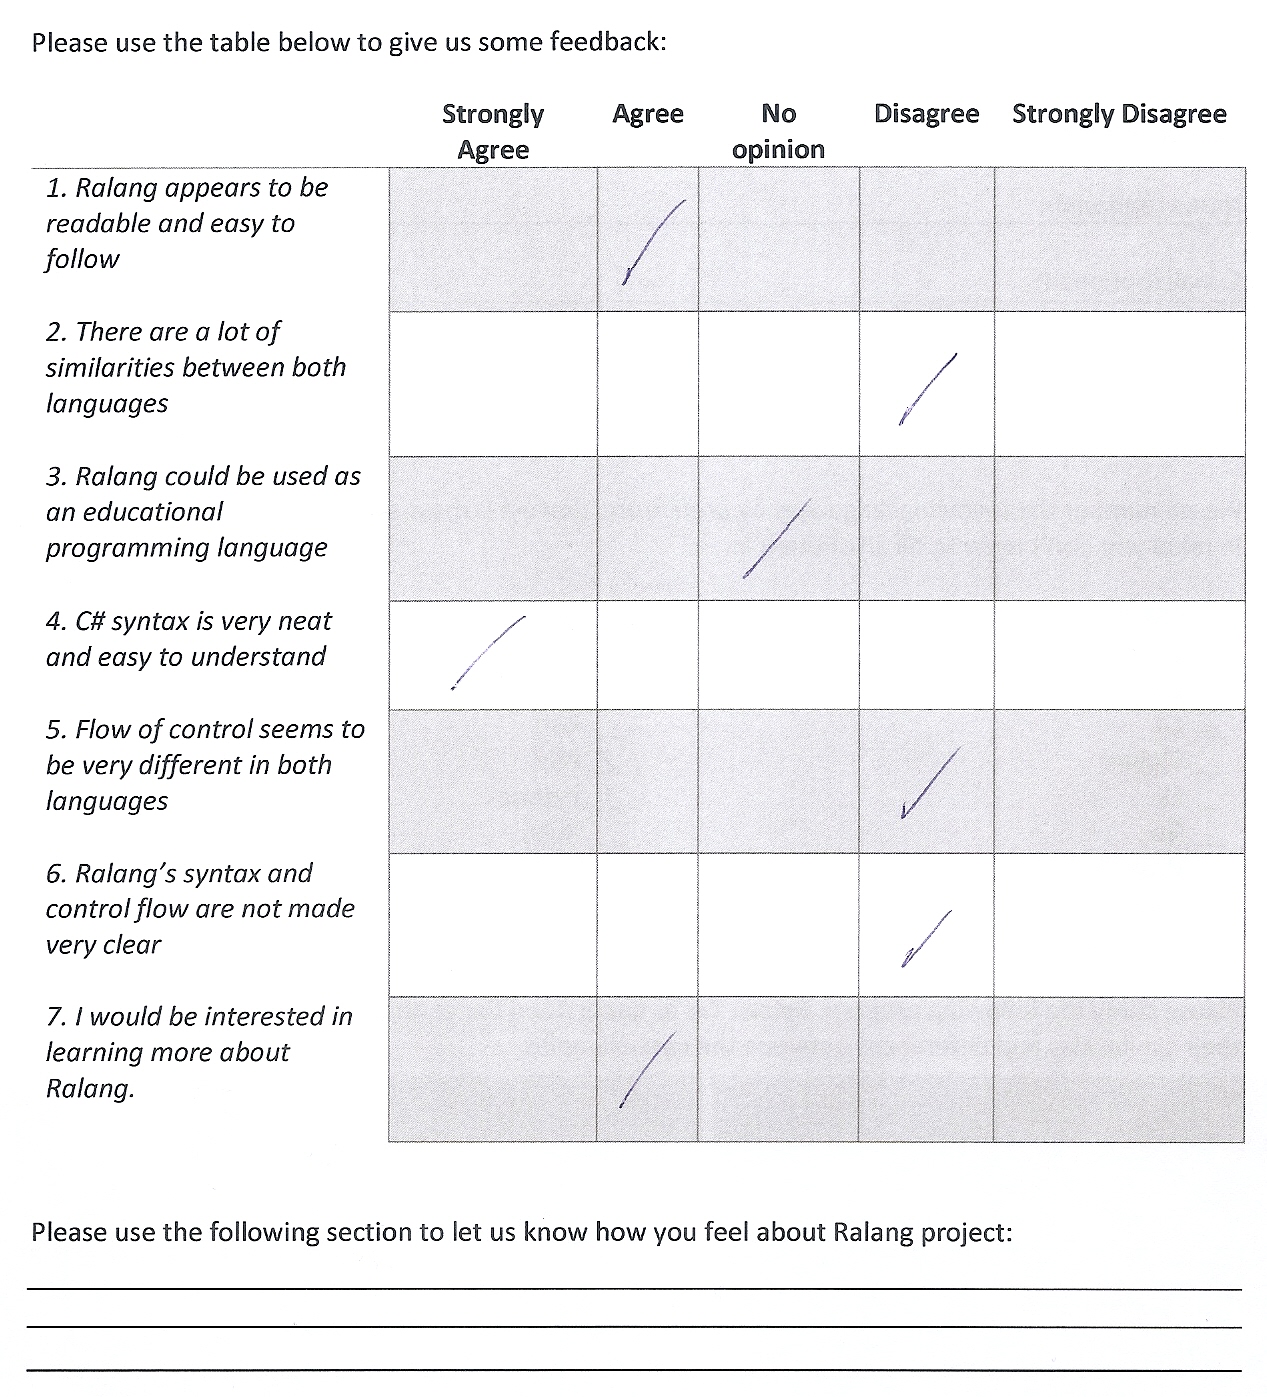 Please use the table below to give us some feedback:
Strongly Agree No Disagree Strongly Disagree
Agree opinion
1. Ralang appears to be
readable and easy to
follow
2. There are a lot of
similarities between both
languages
3. Ralang could be used as
an educational
programming language
4. C# syntax is very neat
and easy to understand
5. Flow of control seems to
be very different in both
languages
6. Ralang’s syntax and
control flow are not made
very clear
7. I would be interested in
learning more about
Ralang.
Please use the following section to let us know how you feel about Ralang project: